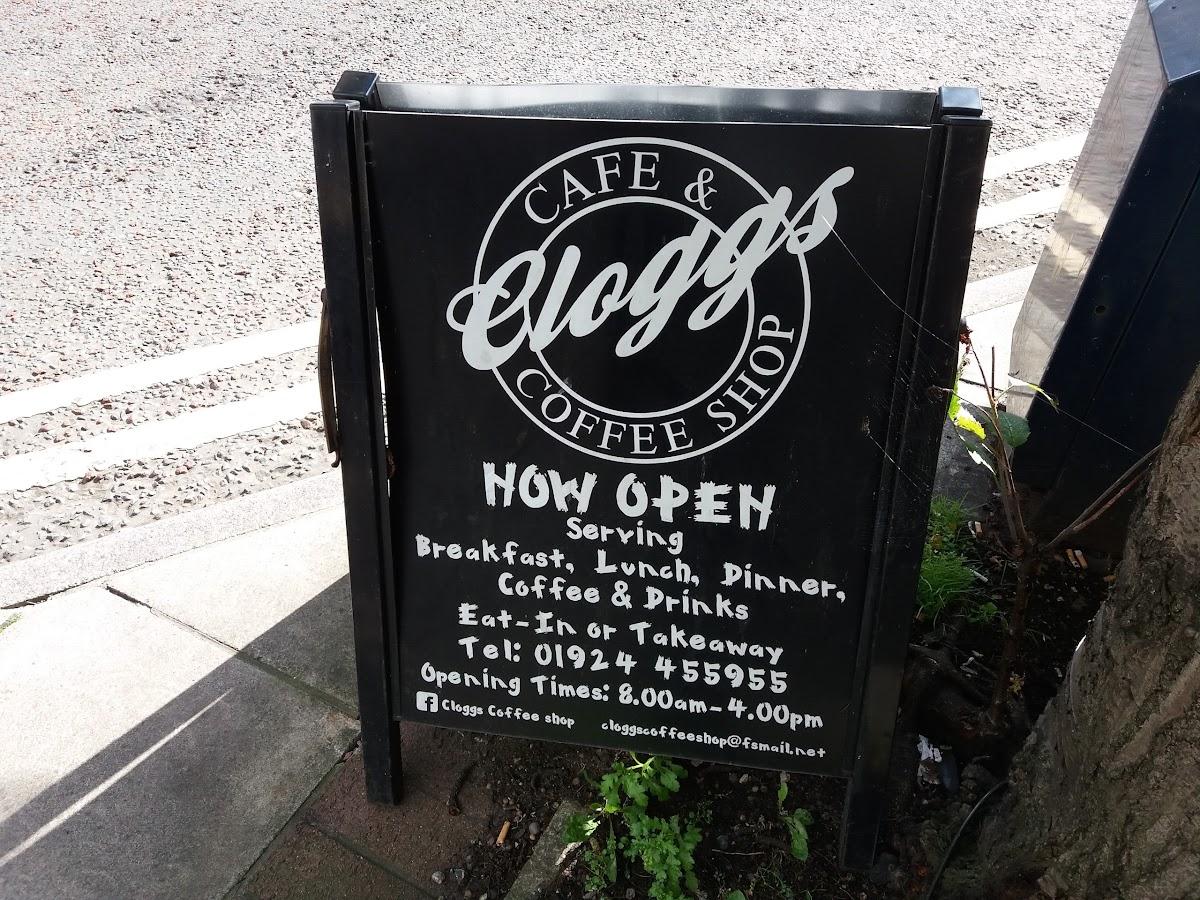 CAFE &
Cloggs
COFFEE SHOP
NOW OPEN
Serving
Breakfast, Lunch, Dinner,
Coffee & Drinks
Eat-In or Takeaway
Tel: 01924 455955
Opening Times: 8.00am-4.00pm
f Cloggs Coffee shop cloggscoffeeshop@fsmail.net